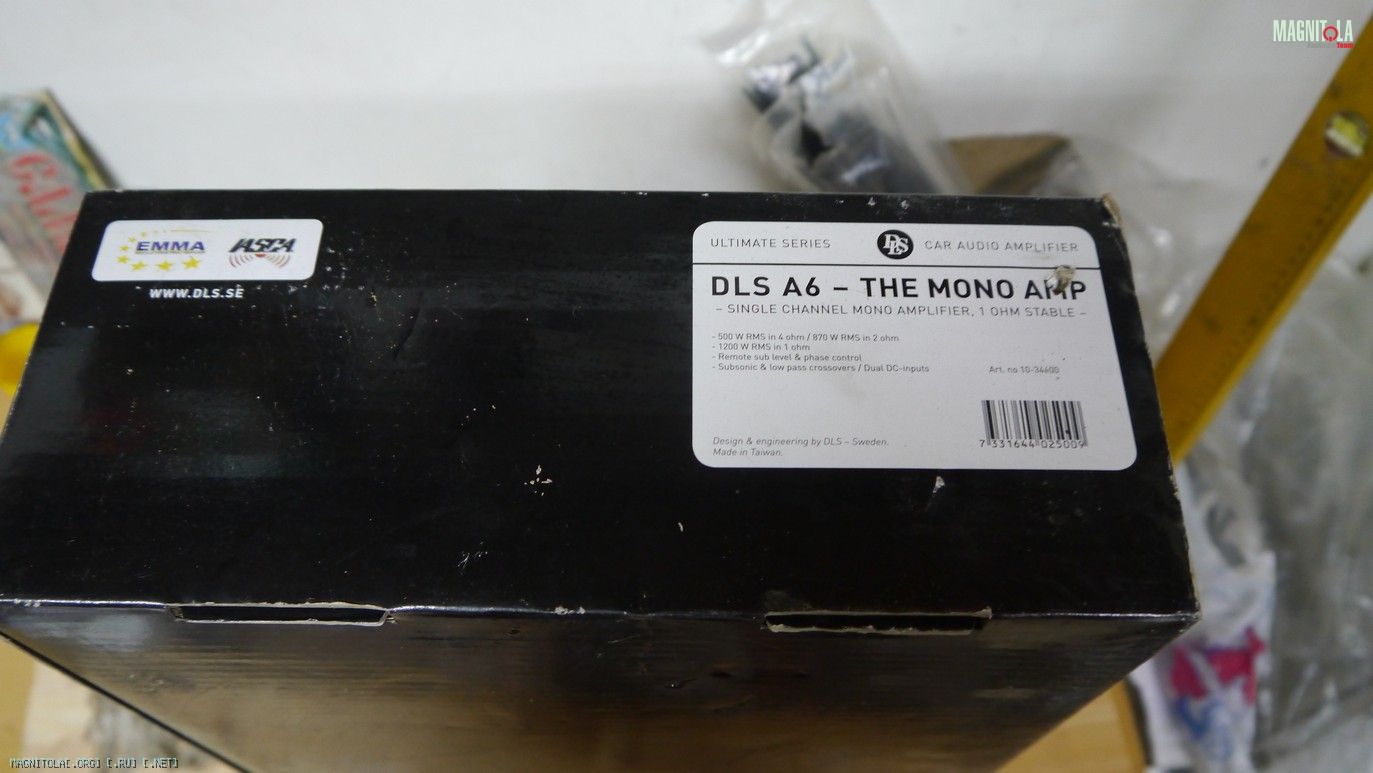 MAGNITOLA
Team
EMMA
IASCA
WWW.DLS.SE
ULTIMATE SERIES
DLS
CAR AUDIO AMPLIFIER
DLS A6 – THE MONO AMP
– SINGLE CHANNEL MONO AMPLIFIER, 1 OHM STABLE –
- 500 W RMS in 4 ohm / 870 W RMS in 2 ohm
- 1200 W RMS in 1 ohm
- Remote sub level & phase control
- Subsonic & low pass crossovers / Dual DC-inputs
Art. no 10-34600
7 331644 025009
Design & engineering by DLS – Sweden.
Made in Taiwan.
MAGNITOLA[.ORG] [.RU] [.NET]